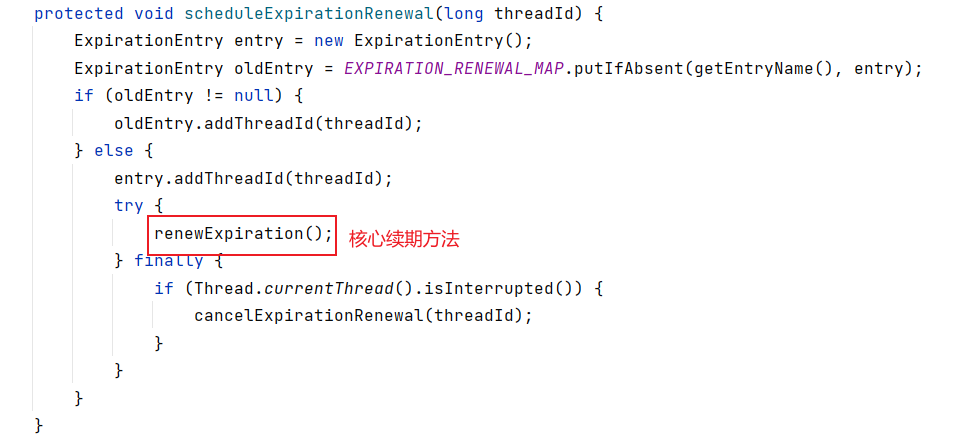 protected void scheduleExpirationRenewal(long threadId) {
ExpirationEntry entry = new ExpirationEntry();
ExpirationEntry oldEntry = EXPIRATION_RENEWAL_MAP.putIfAbsent(getEntryName(), entry);
if (oldEntry != null) {
oldEntry.addThreadId(threadId);
} else {
entry.addThreadId(threadId);
try {
renewExpiration(); 核心续期方法
} finally {
if (Thread.currentThread().isInterrupted()) {
cancelExpirationRenewal(threadId);
}
}
}
}